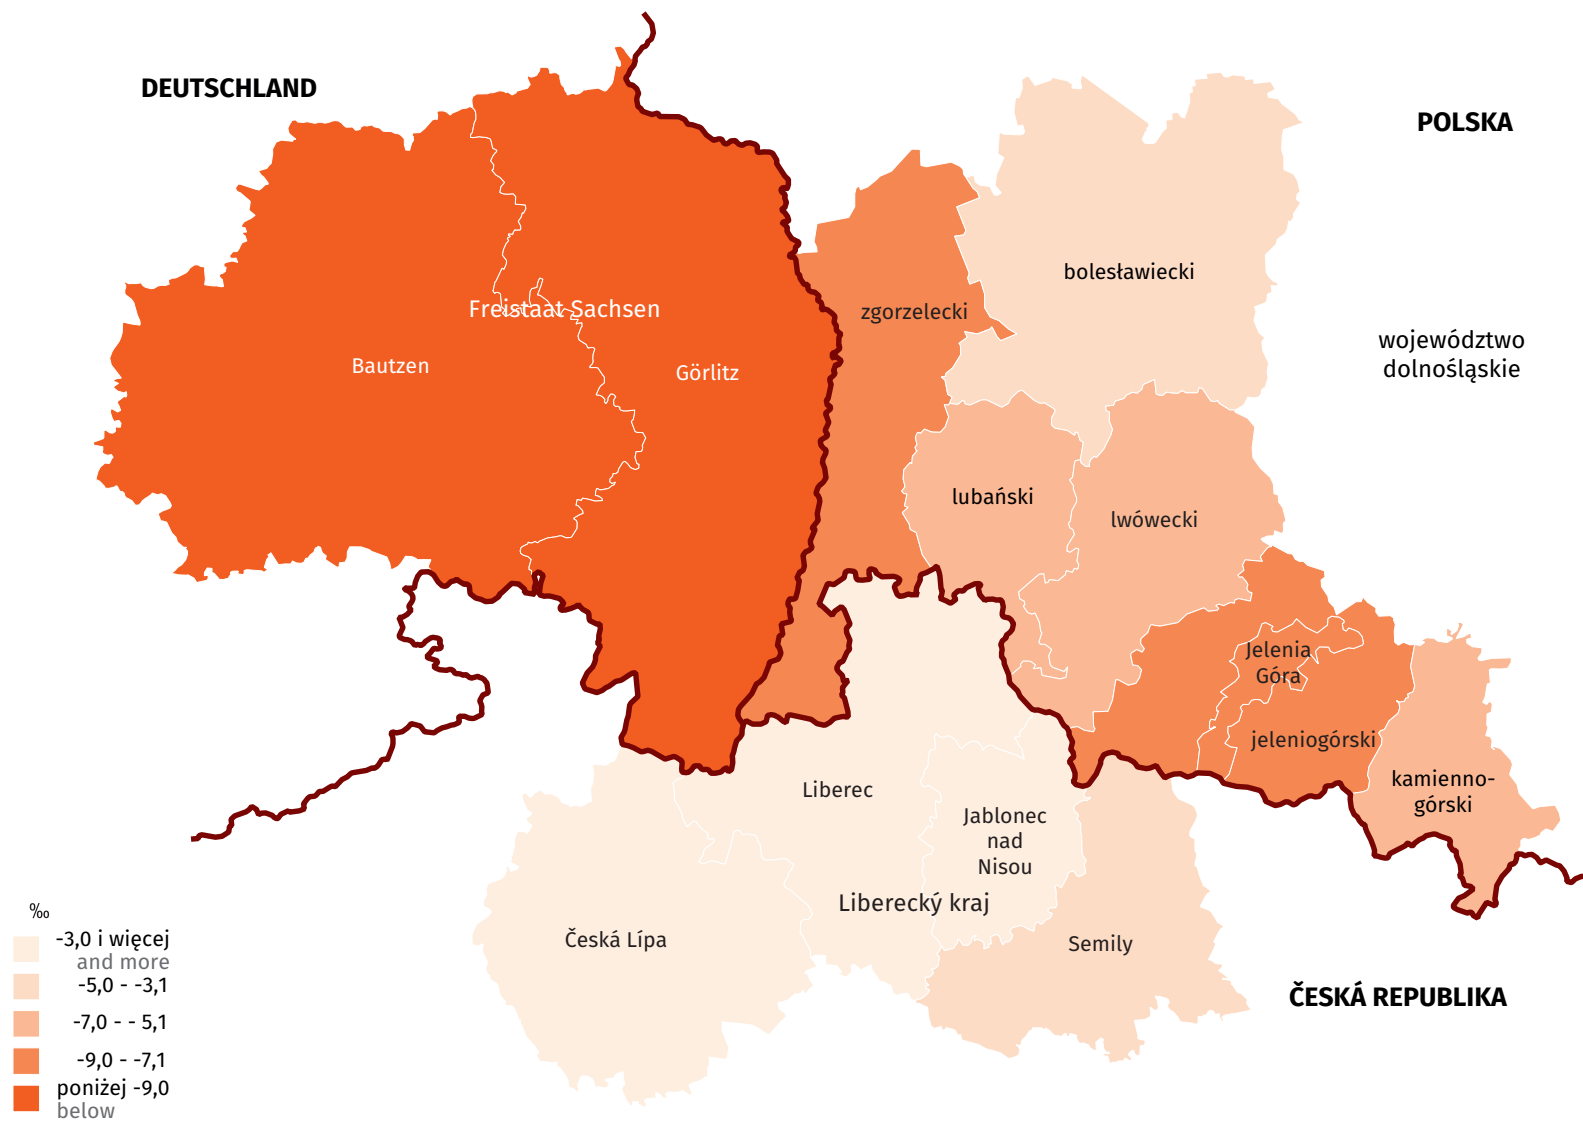 DEUTSCHLAND
POLSKA
bolesławiecki
zgorzelecki
Freistaat Sachsen
województwo
dolnośląskie
Bautzen
Görlitz
lubański
lwówecki
Jelenia
Góra
jeleniogórski
kamienno-
górski
Liberec
Jablonec
nad
Nisou
Liberecký kraj
Česká Lípa
Semily
ČESKÁ REPUBLIKA
‰
-3,0 i więcej
and more
-5,0 - -3,1
-7,0 - - 5,1
-9,0 - -7,1
poniżej -9,0
below